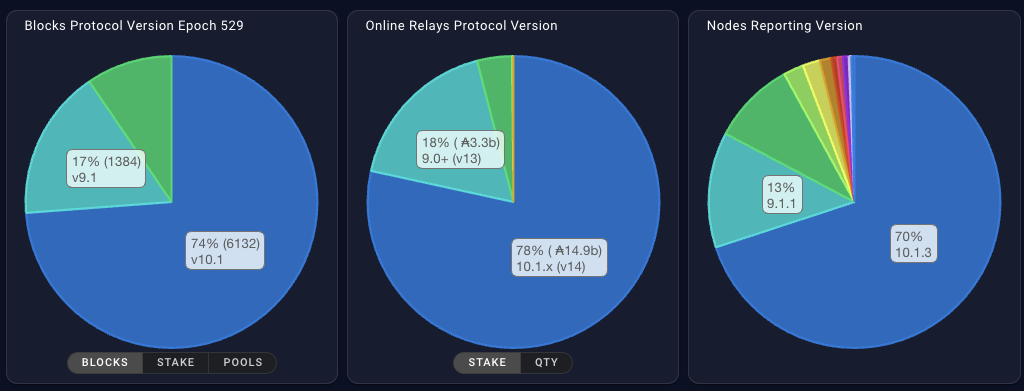 Blocks Protocol Version Epoch 529
17% (1384)
v9.1
74% (6132)
v10.1
BLOCKS STAKE POOLS
Online Relays Protocol Version
18% ( ₳3.3b)
9.0+ (v13)
78% ( ₳14.9b)
10.1.x (v14)
STAKE QTY
Nodes Reporting Version
13%
9.1.1
70%
10.1.3